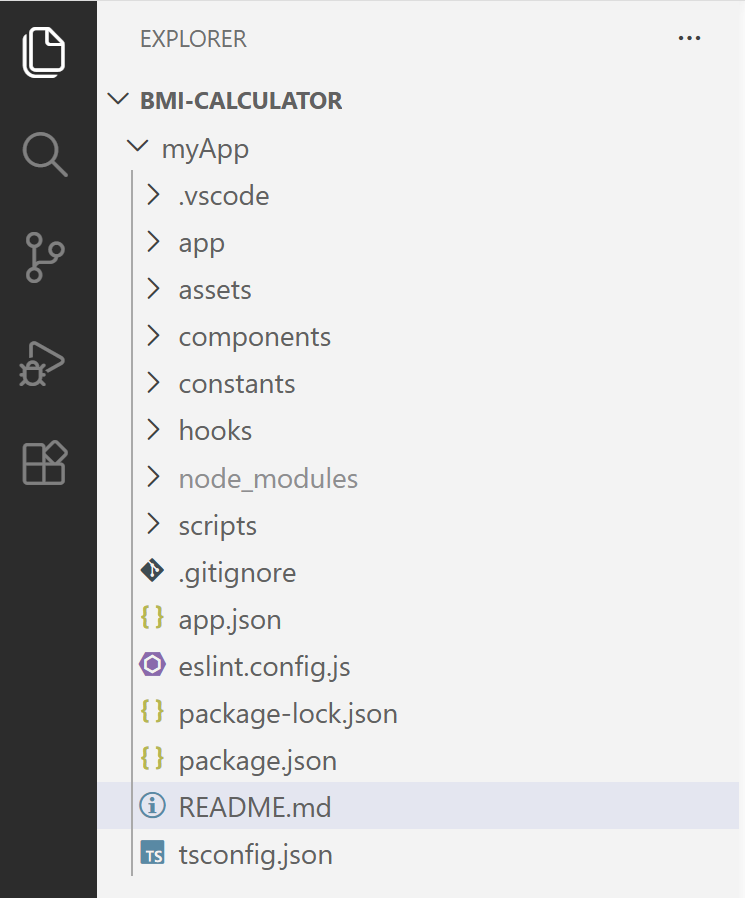 EXPLORER
BMI-CALCULATOR
myApp
.vscode
app
assets
components
constants
hooks
node_modules
scripts
.gitignore
app.json
eslint.config.js
package-lock.json
package.json
README.md
TS tsconfig.json